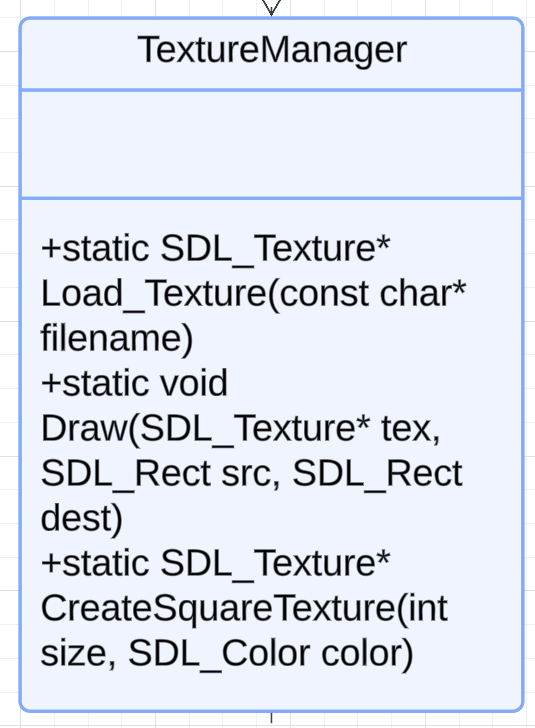 TextureManager
+static SDL_Texture*
Load_Texture(const char*
filename)
+static void
Draw(SDL_Texture* tex,
SDL_Rect src, SDL_Rect
dest)
+static SDL_Texture*
CreateSquareTexture(int
size, SDL_Color color)